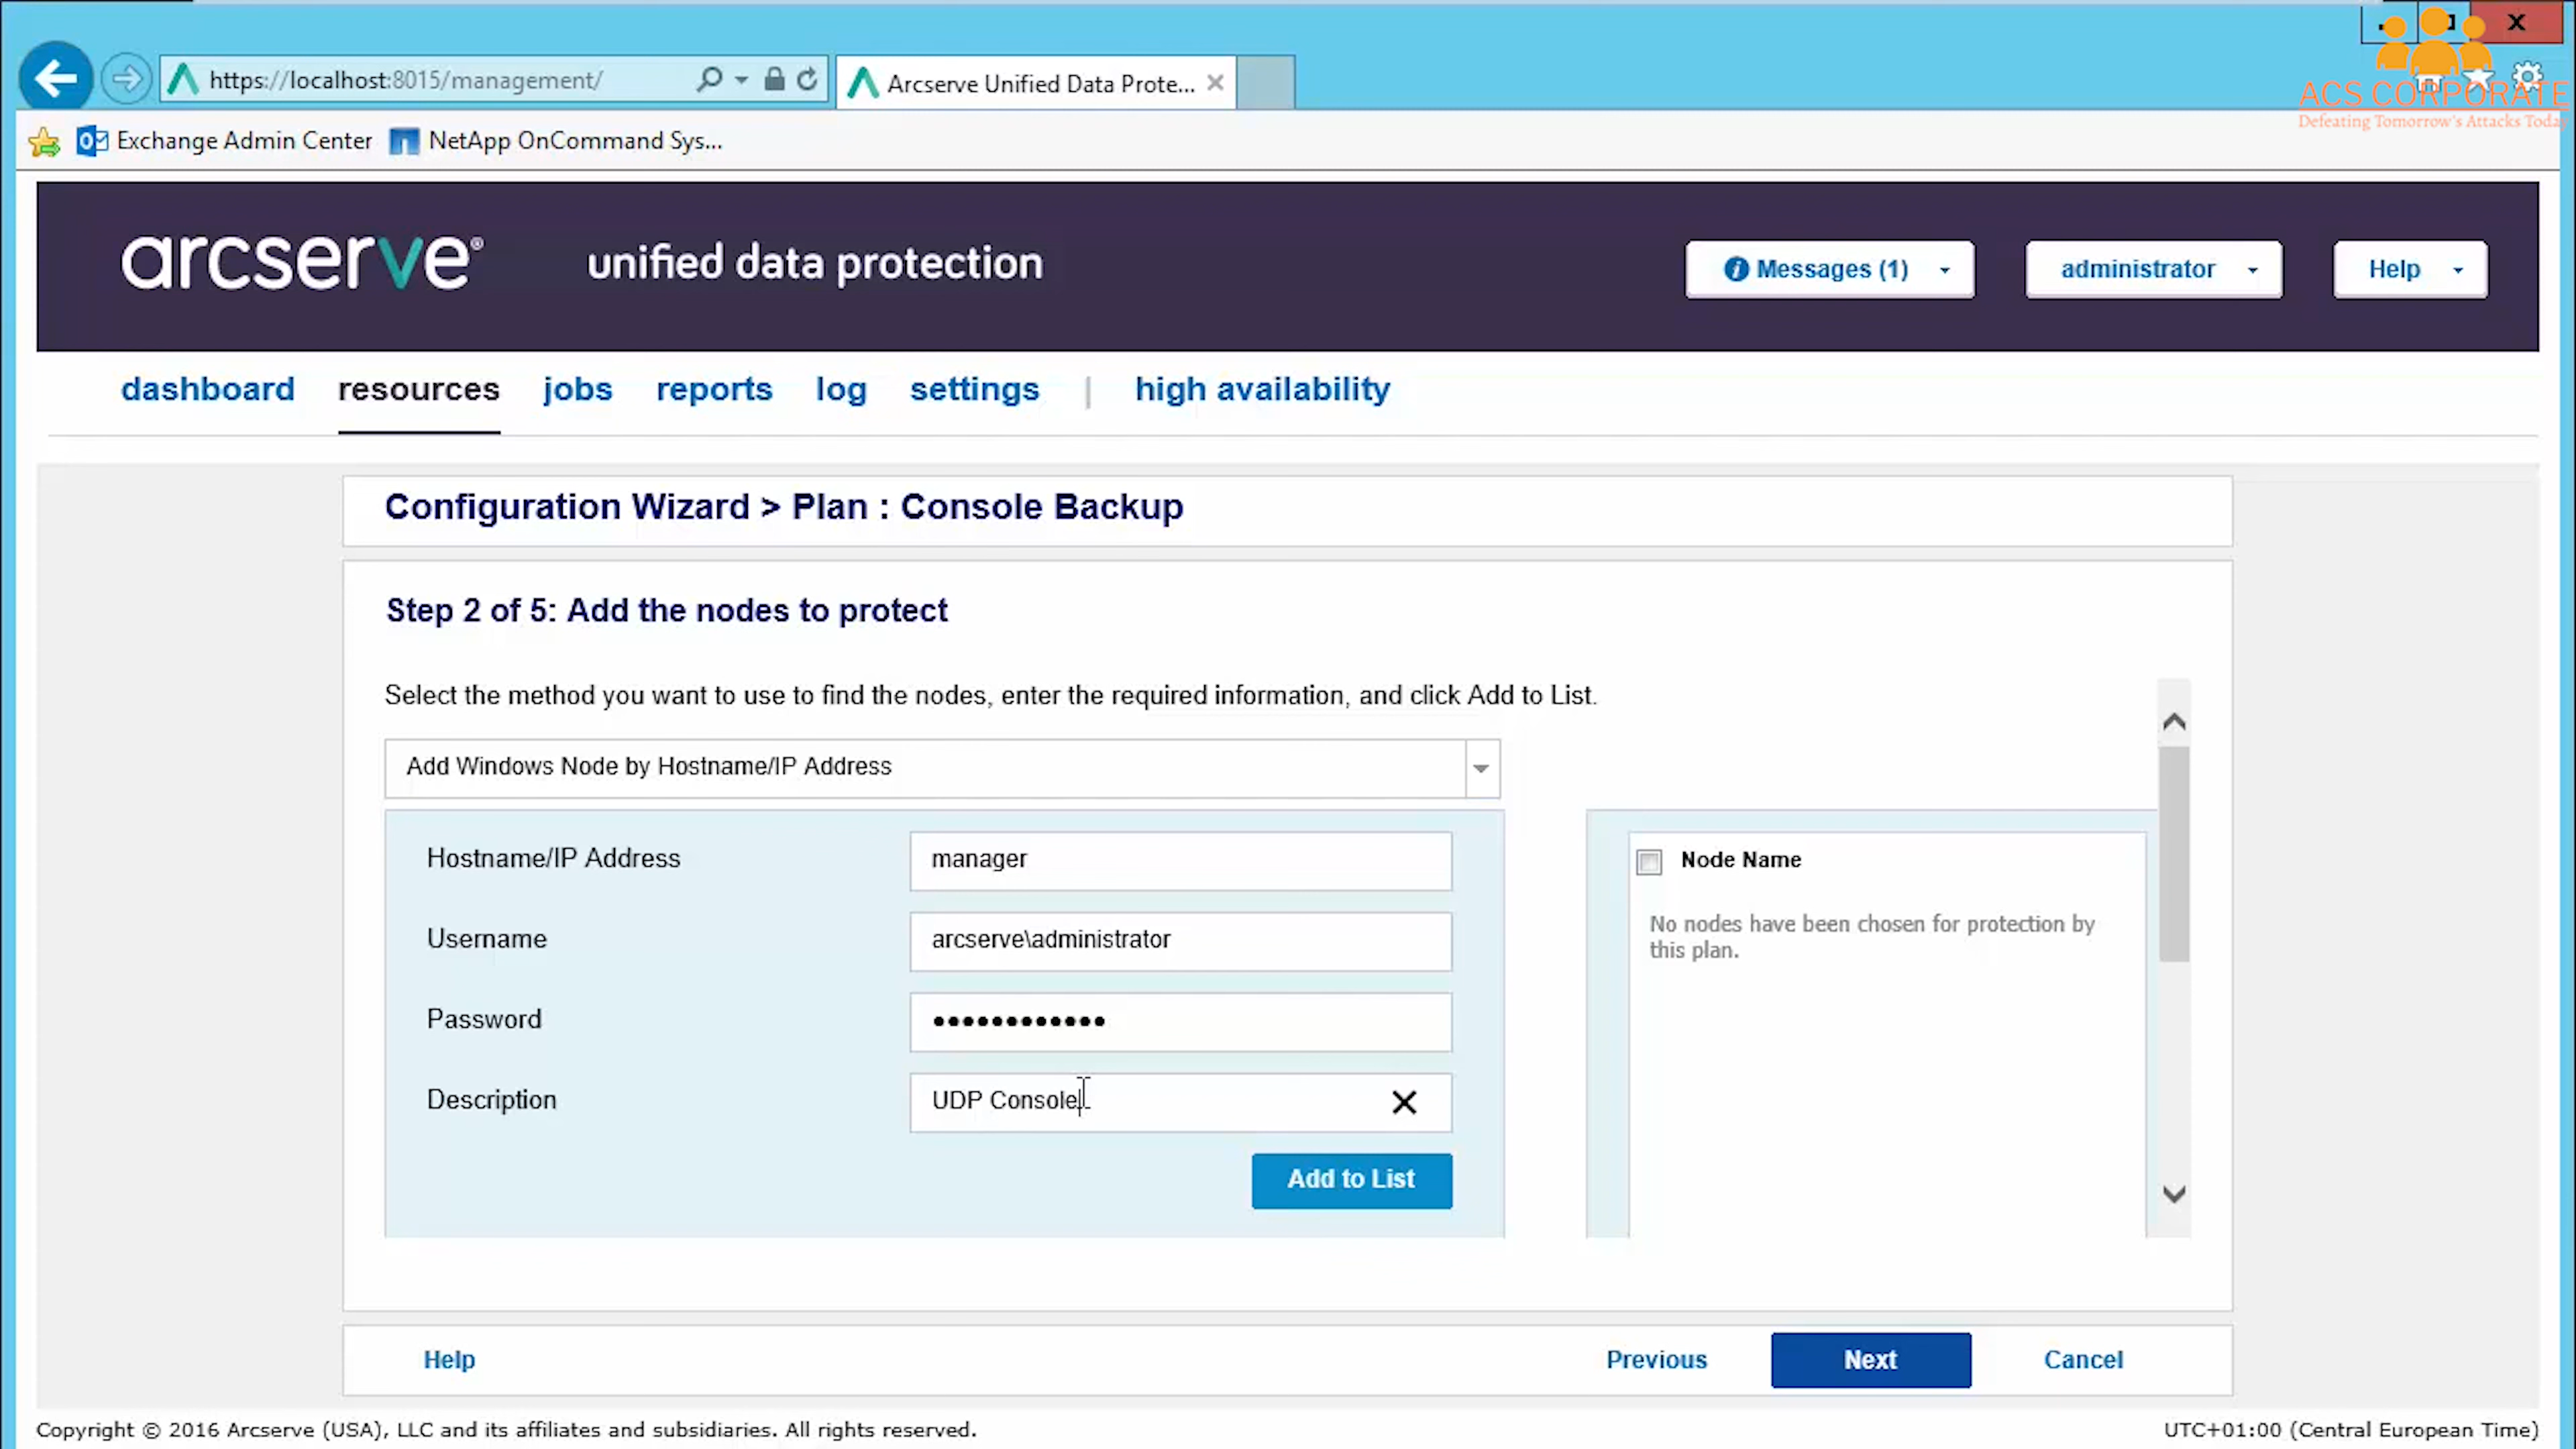 https://localhost:8015/management/
Arcserve Unified Data Prote...
ACS CORPORATE
Defeating Tomorrow's Attacks Today
Exchange Admin Center
NetApp OnCommand Sys...
arcserve®
unified data protection
Messages (1)
administrator
Help
dashboard
resources
jobs
reports
log
settings
|
high availability
Configuration Wizard > Plan : Console Backup
Step 2 of 5: Add the nodes to protect
Select the method you want to use to find the nodes, enter the required information, and click Add to List.
Add Windows Node by Hostname/IP Address
Hostname/IP Address
manager
Node Name
No nodes have been chosen for protection by
this plan.
Username
arcserve\administrator
Password
••••••••••••
Description
UDP Console
Add to List
Help
Previous
Next
Cancel
Copyright © 2016 Arcserve (USA), LLC and its affiliates and subsidiaries. All rights reserved.
UTC+01:00 (Central European Time)